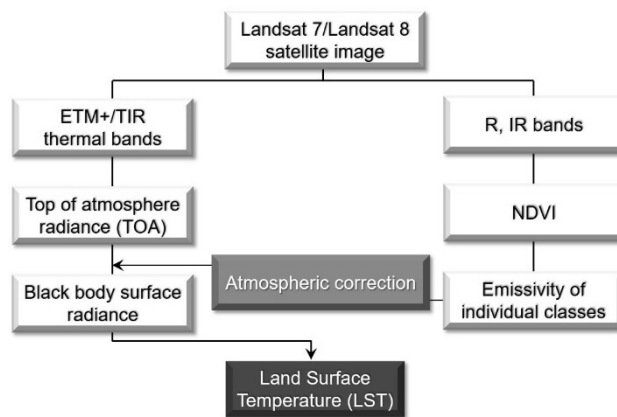 Landsat 7/Landsat 8
satellite image
ETM+/TIR
thermal bands
R, IR bands
Top of atmosphere
radiance (TOA)
NDVI
Atmospheric correction
Black body surface
radiance
Emissivity of
individual classes
Land Surface
Temperature (LST)